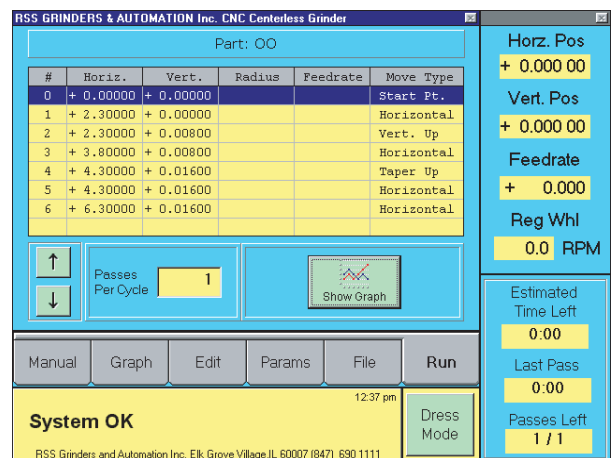 RSS GRINDERS & AUTOMATION Inc. CNC Centerless Grinder
Part: OO
# Horiz. Vert. Radius Feedrate Move Type
0 + 0.00000 + 0.00000 Start Pt.
1 + 2.30000 + 0.00000 Horizontal
2 + 2.30000 + 0.00800 Vert. Up
3 + 3.80000 + 0.00800 Horizontal
4 + 4.30000 + 0.01600 Taper Up
5 + 4.30000 + 0.01600 Horizontal
6 + 6.30000 + 0.01600 Horizontal
Passes
Per Cycle
1
Show Graph
Manual Graph Edit Params File Run
12:37 pm
System OK
RSS Grinders and Automation Inc. Elk Grove Village IL 60007 (847) 690 1111
Dress
Mode
Horz. Pos
+ 0.000 00
Vert. Pos
+ 0.000 00
Feedrate
+ 0.000
Reg Whl
0.0 RPM
Estimated
Time Left
0:00
Last Pass
0:00
Passes Left
1 / 1